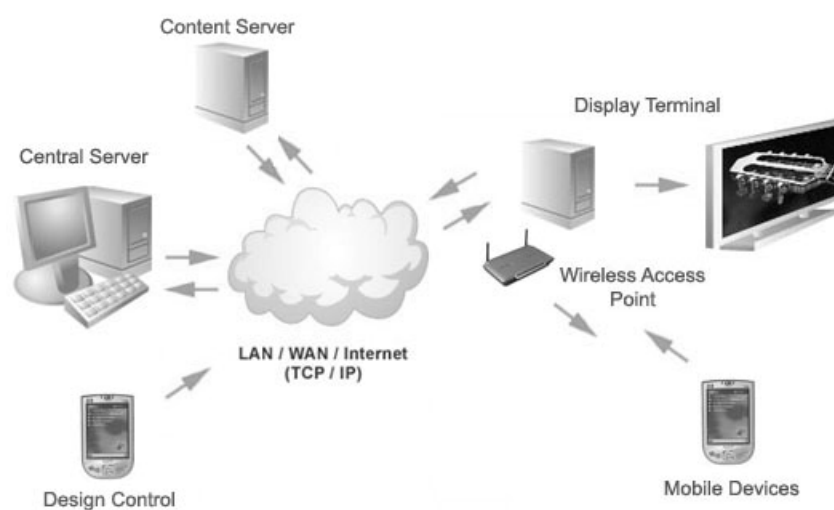 Content Server
Display Terminal
Central Server
Wireless Access
Point
LAN / WAN / Internet
(TCP / IP)
Design Control
Mobile Devices